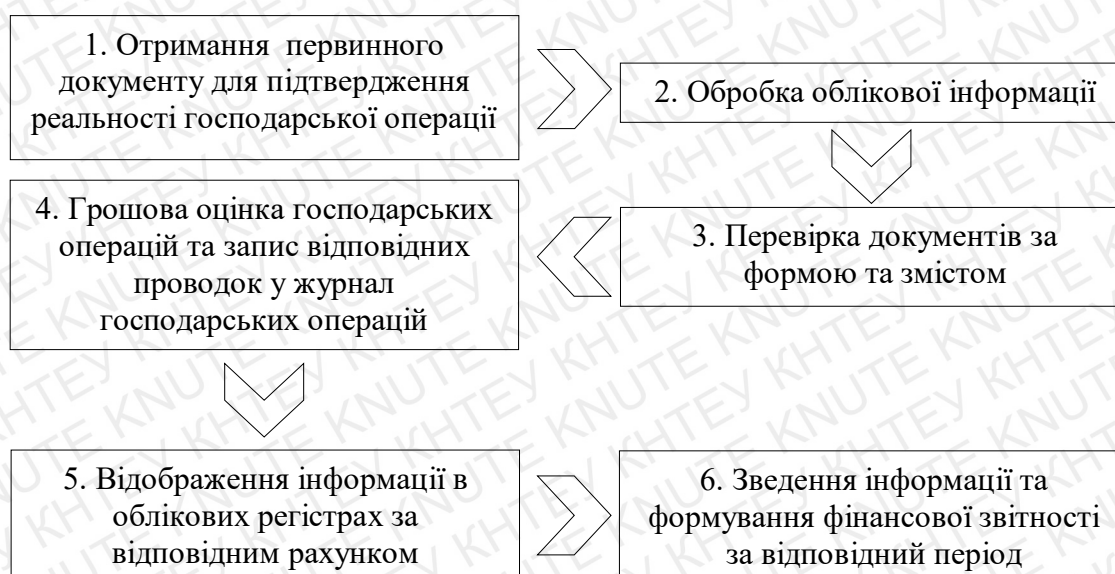 1. Отримання первинного
документу для підтвердження
реальності господарської операції
2. Обробка облікової інформації
3. Перевірка документів за
формою та змістом
4. Грошова оцінка господарських
операцій та запис відповідних
проводок у журнал
господарських операцій
5. Відображення інформації в
облікових регістрах за
відповідним рахунком
6. Зведення інформації та
формування фінансової звітності
за відповідний період